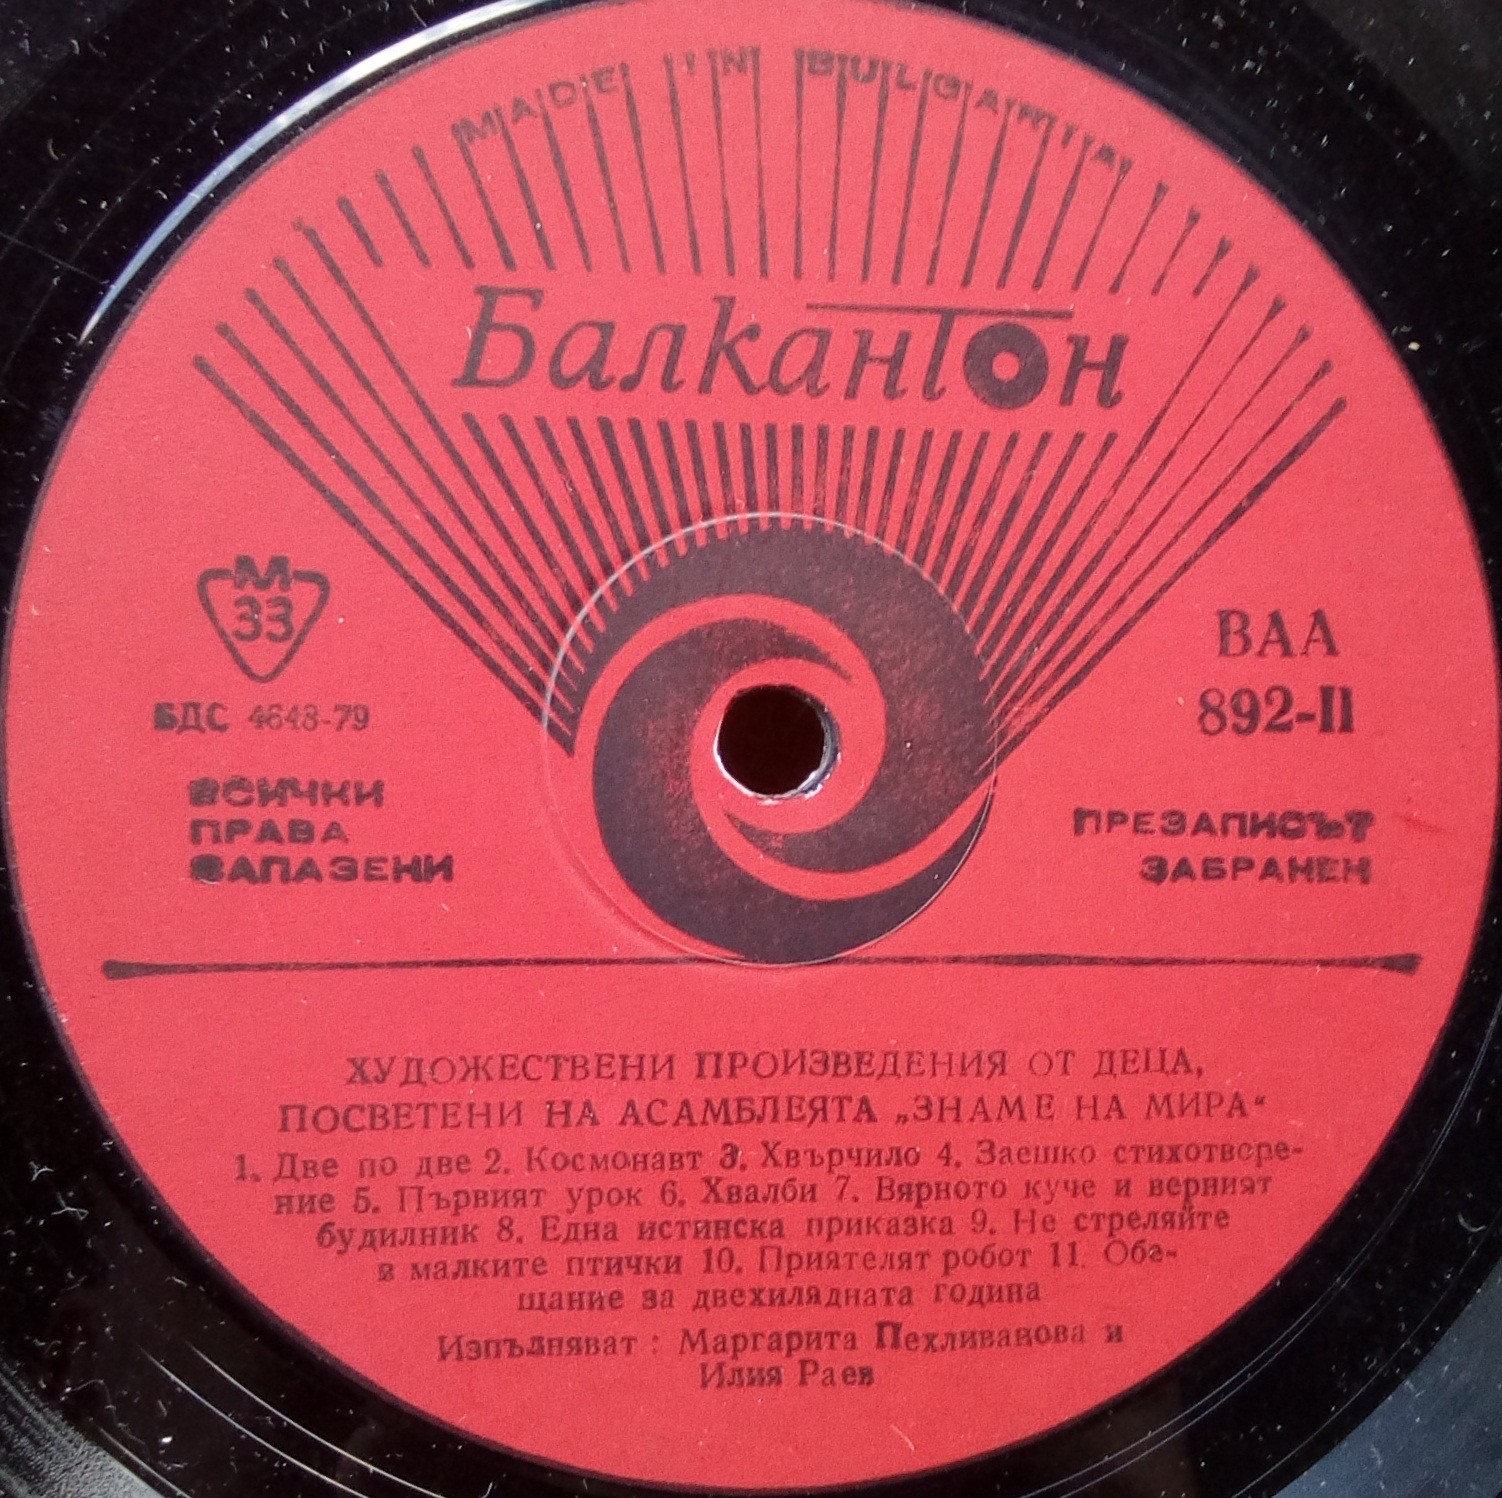 MADE IN BULGARIA
Балкантон
М
33
БДС 4643-79
ВСИЧКИ
ПРАВА
ЗАПАЗЕНИ
ВАА
892-II
ПРЕЗАПИСЪТ
ЗАБРАНЕН
ХУДОЖЕСТВЕНИ ПРОИЗВЕДЕНИЯ ОТ ДЕЦА,
ПОСВЕТЕНИ НА АСАМБЛЕЯТА „ЗНАМЕ НА МИРА“
1. Две по две 2. Космонавт 3. Хвърчило 4. Заешко стихотворе-
ние 5. Първият урок 6. Хвалби 7. Вярното куче и верният
будилник 8. Една истинска приказка 9. Не стреляйте
в малките птички 10. Приятелят робот 11. Обе-
щание за двехилядната година
Изпълняват : Маргарита Пехливанова и
Илия Раев